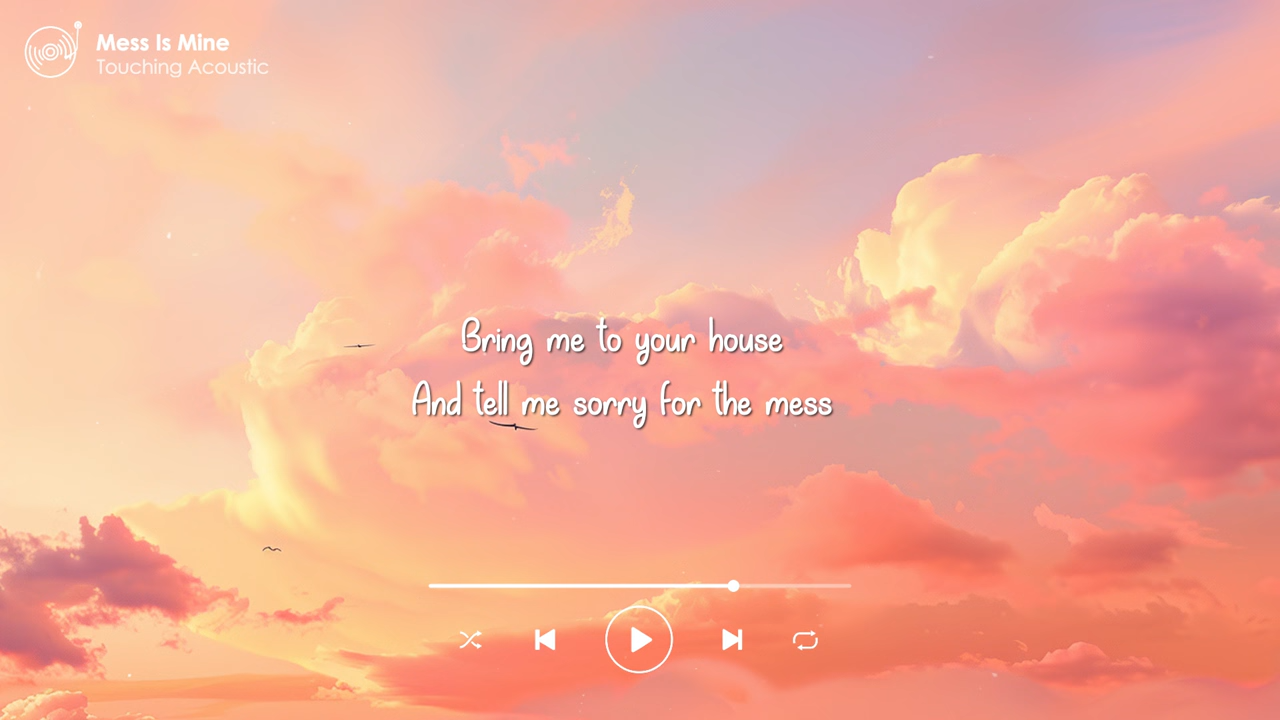 Mess Is Mine
Touching Acoustic
Bring me to your house
And tell me sorry for the mess